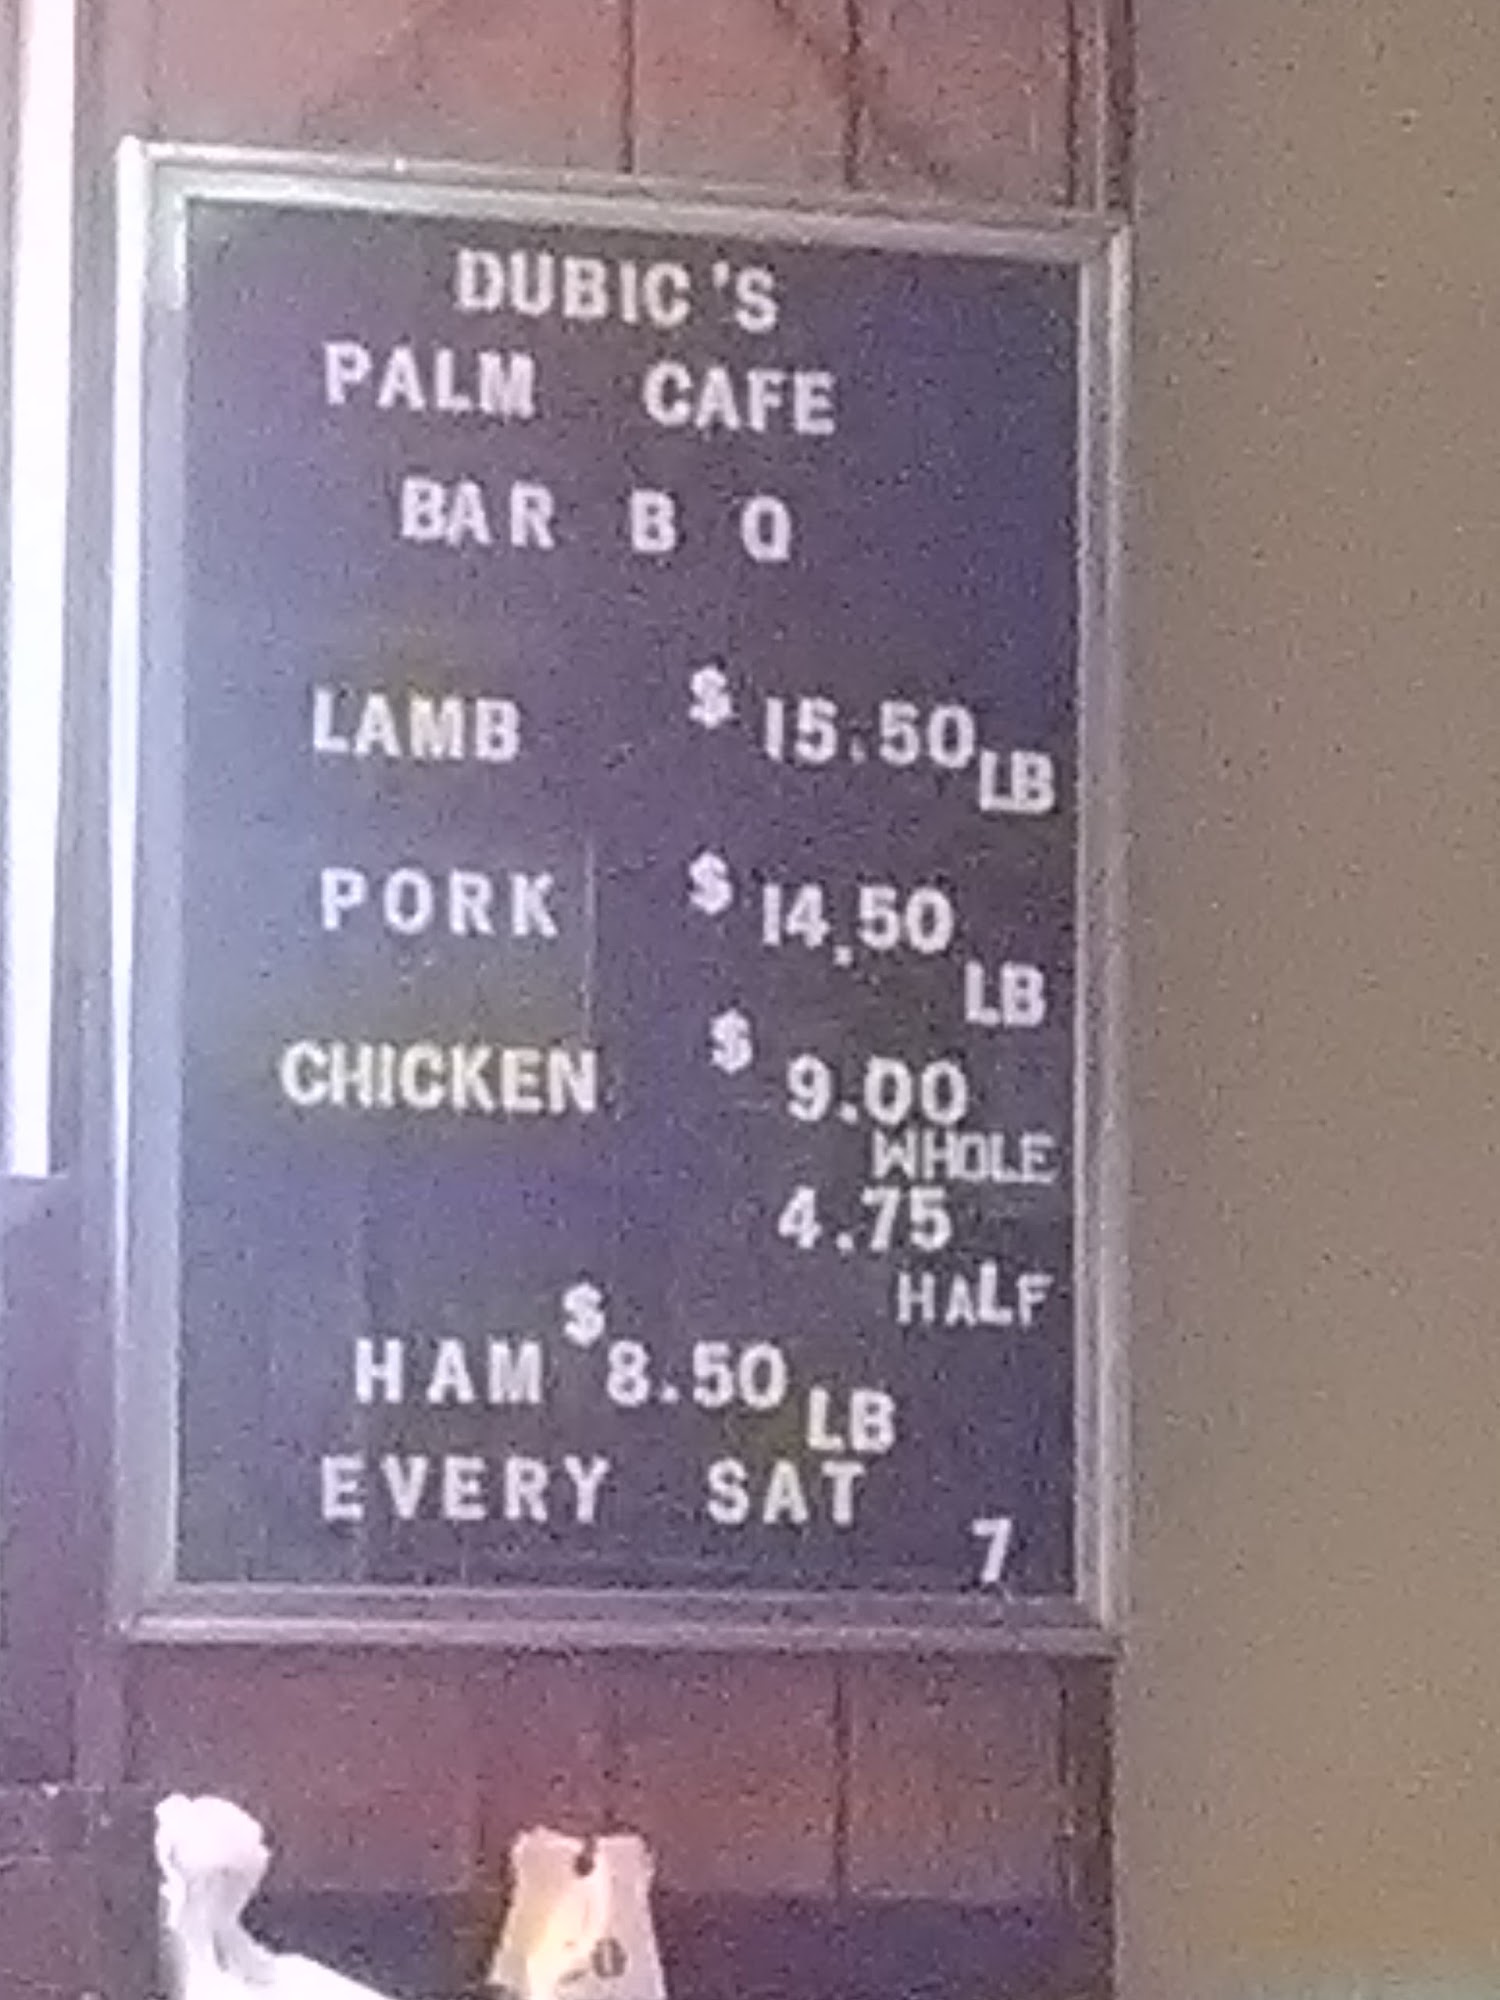 DUBIC'S
PALM CAFE
BAR B Q
LAMB $15.50 LB
PORK $14.50 LB
CHICKEN $9.00
WHOLE
4.75
HALF
HAM $8.50 LB
EVERY SAT
7